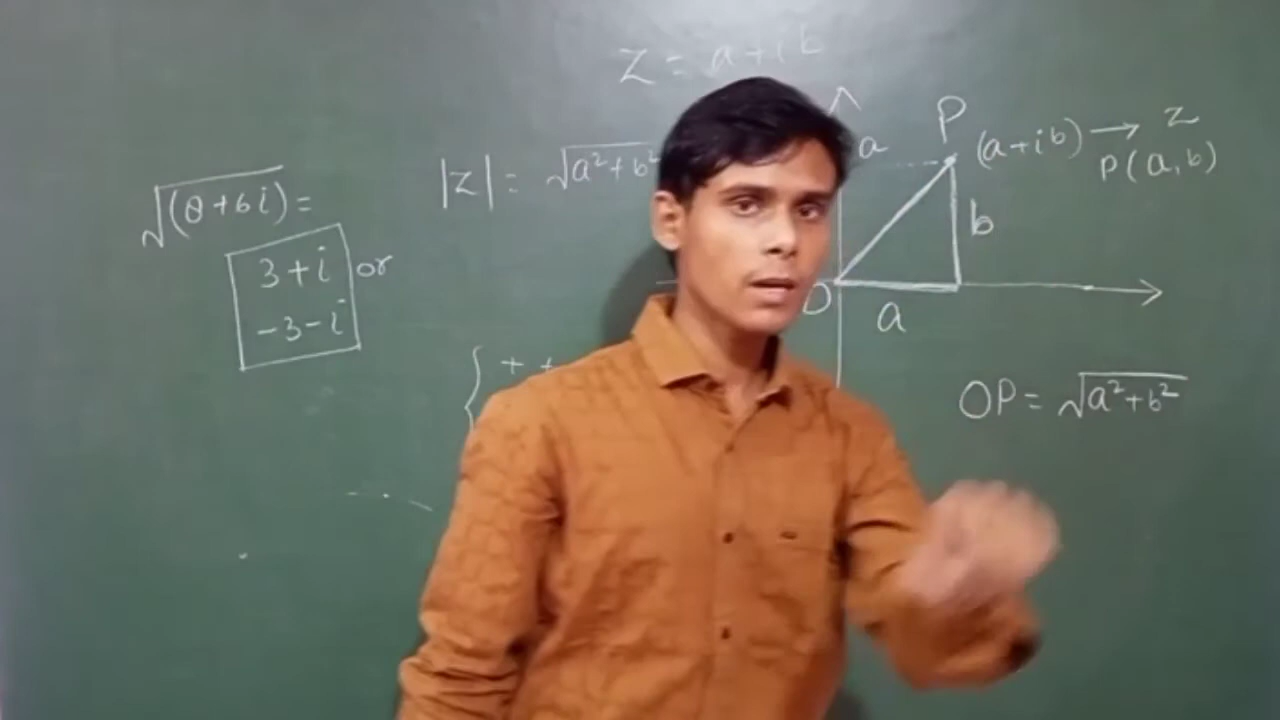 Z = a+ib
|Z| = √a²+b²
√(8+6i) =
3+i or
-3-i
{ + +
a
P
(a+ib) → Z
P(a,b)
b
O
a
OP = √a²+b²